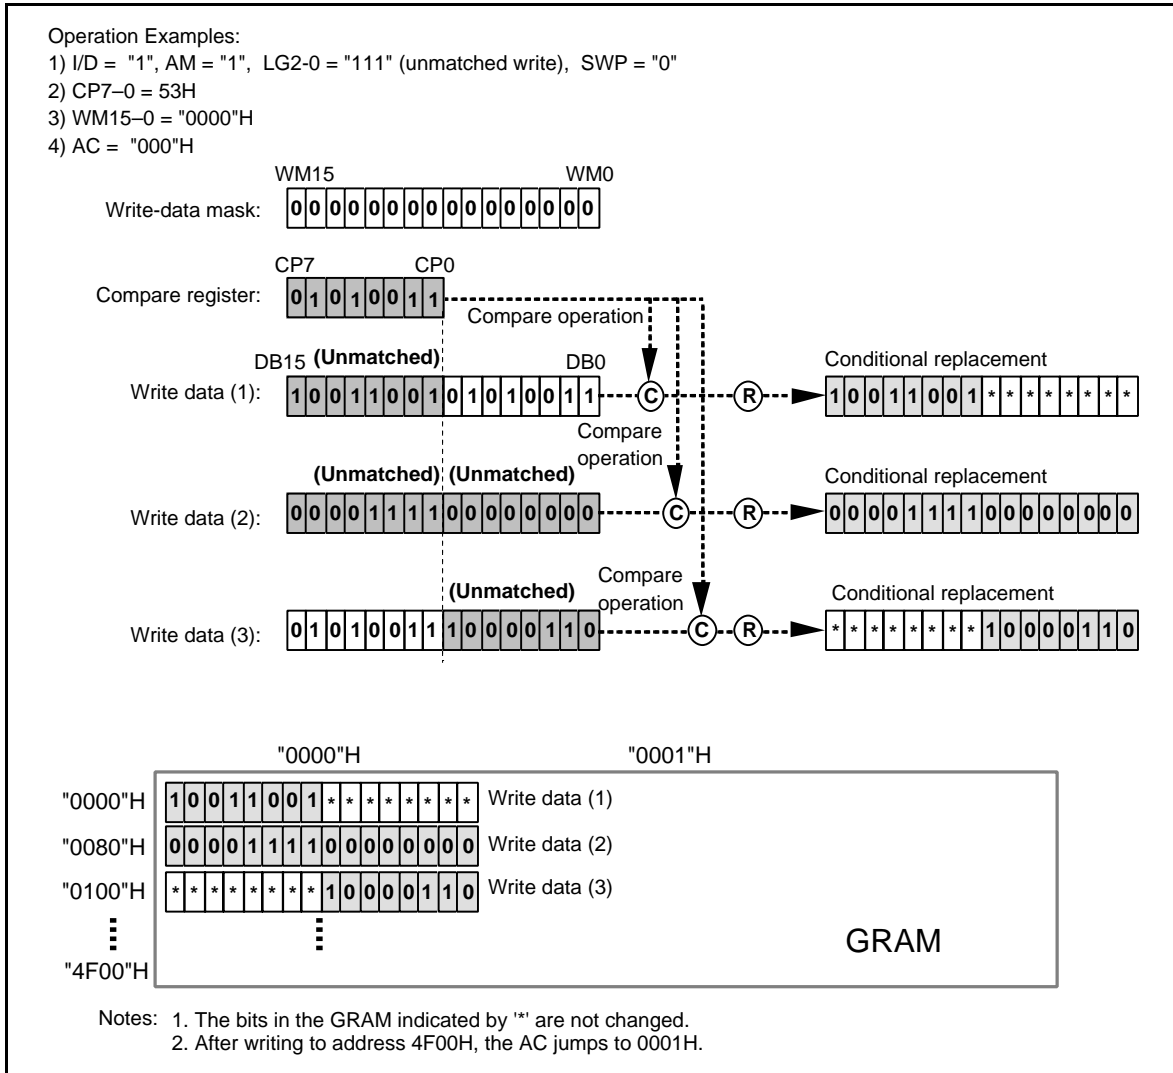 Operation Examples:
1) I/D = "1", AM = "1", LG2-0 = "111" (unmatched write), SWP = "0"
2) CP7–0 = 53H
3) WM15–0 = "0000"H
4) AC = "000"H
WM15 WM0
Write-data mask: 0 0 0 0 0 0 0 0 0 0 0 0 0 0 0 0
CP7 CP0
Compare register: 0 1 0 1 0 0 1 1
Compare operation
DB15 (Unmatched) DB0 Conditional replacement
Write data (1): 1 0 0 1 1 0 0 1 0 1 0 1 0 0 1 1 C R 1 0 0 1 1 0 0 1 * * * * * * * *
Compare
operation
(Unmatched) (Unmatched) Conditional replacement
Write data (2): 0 0 0 0 1 1 1 1 0 0 0 0 0 0 0 0 C R 0 0 0 0 1 1 1 1 0 0 0 0 0 0 0 0
Compare
operation
(Unmatched) Conditional replacement
Write data (3): 0 1 0 1 0 0 1 1 1 0 0 0 0 1 1 0 C R * * * * * * * * 1 0 0 0 0 1 1 0
"0000"H "0001"H
"0000"H 1 0 0 1 1 0 0 1 * * * * * * * * Write data (1)
"0080"H 0 0 0 0 1 1 1 1 0 0 0 0 0 0 0 0 Write data (2)
"0100"H * * * * * * * * 1 0 0 0 0 1 1 0 Write data (3)
GRAM
"4F00"H
Notes: 1. The bits in the GRAM indicated by '*' are not changed.
2. After writing to address 4F00H, the AC jumps to 0001H.